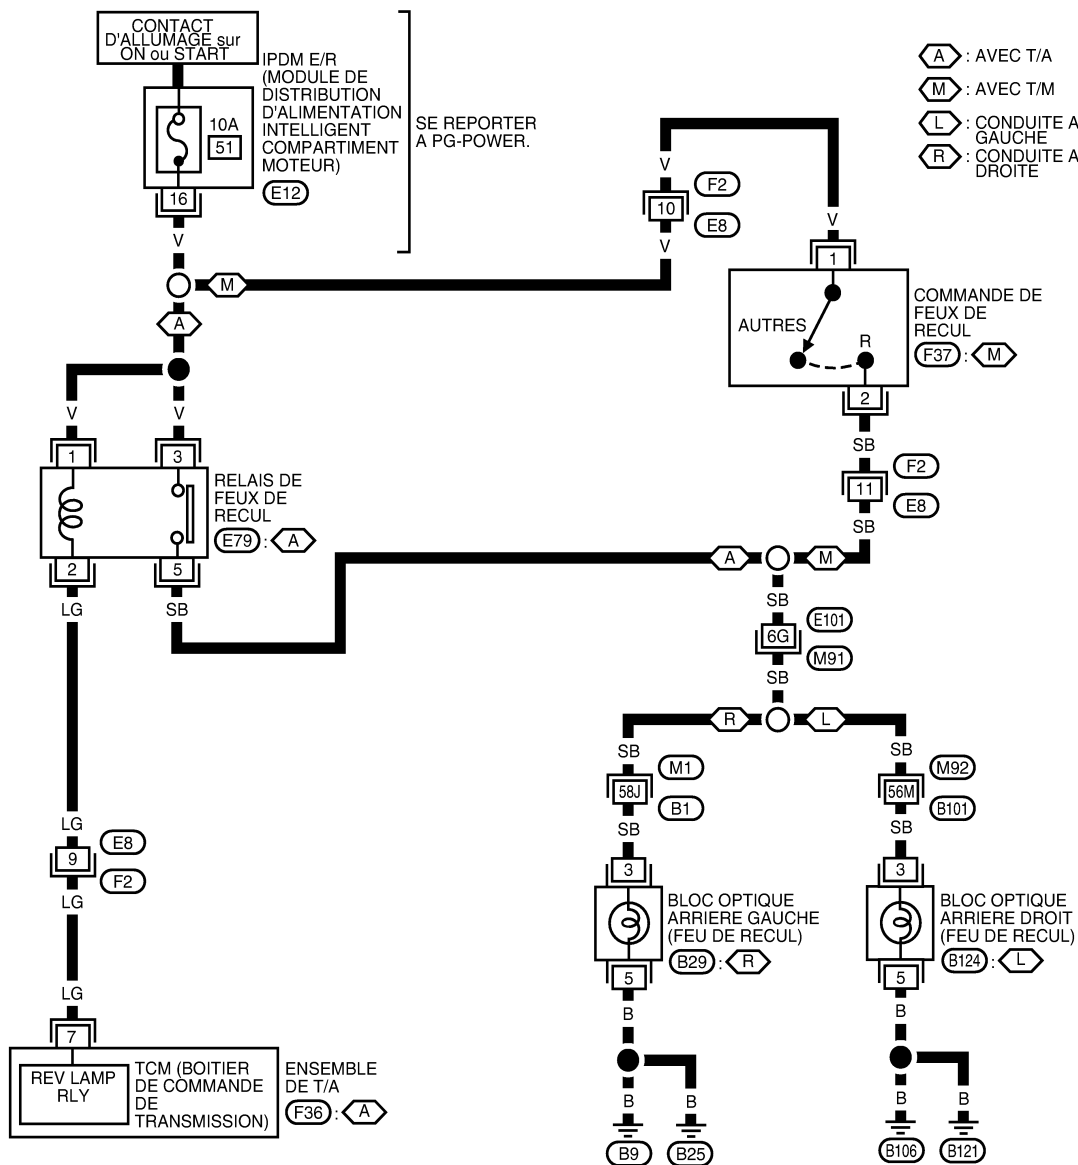 CONTACT
D'ALLUMAGE sur
ON ou START
IPDM E/R
(MODULE DE
DISTRIBUTION
D'ALIMENTATION
INTELLIGENT
COMPARTIMENT
MOTEUR)
E12
10A
51
16
SE REPORTER
A PG-POWER.
A : AVEC T/A
M : AVEC T/M
L : CONDUITE A
GAUCHE
R : CONDUITE A
DROITE
V
M
A
V
10
F2
E8
V
V
1
AUTRES
R
COMMANDE DE
FEUX DE
RECUL
F37 : M
2
SB
11
F2
E8
SB
V
V
1
3
RELAIS DE
FEUX DE
RECUL
E79 : A
2
5
LG
SB
A
M
SB
6G
E101
M91
SB
R
L
SB
58J
M1
B1
SB
3
BLOC OPTIQUE
ARRIERE GAUCHE
(FEU DE RECUL)
B29 : R
5
B
B
B
B9
B25
SB
56M
M92
B101
SB
3
BLOC OPTIQUE
ARRIERE DROIT
(FEU DE RECUL)
B124 : L
5
B
B
B
B106
B121
LG
9
E8
F2
LG
LG
7
REV LAMP
RLY
TCM (BOITIER
DE COMMANDE
DE
TRANSMISSION)
ENSEMBLE
DE T/A
F36 : A